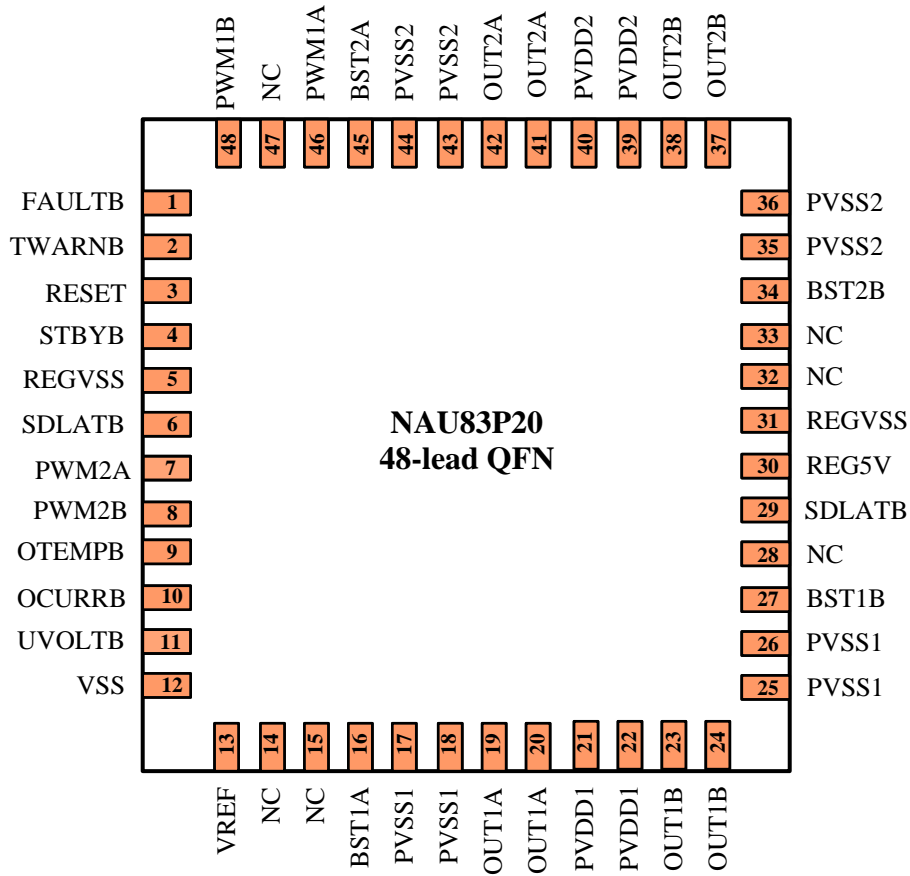 PWM1B
NC
PWM1A
BST2A
PVSS2
PVSS2
OUT2A
OUT2A
PVDD2
PVDD2
OUT2B
OUT2B
48
47
46
45
44
43
42
41
40
39
38
37
FAULTB 1
TWARNB 2
RESET 3
STBYB 4
REGVSS 5
SDLATB 6
PWM2A 7
PWM2B 8
OTEMPB 9
OCURRB 10
UVOLTB 11
VSS 12
NAU83P20
48-lead QFN
36 PVSS2
35 PVSS2
34 BST2B
33 NC
32 NC
31 REGVSS
30 REG5V
29 SDLATB
28 NC
27 BST1B
26 PVSS1
25 PVSS1
13
14
15
16
17
18
19
20
21
22
23
24
VREF
NC
NC
BST1A
PVSS1
PVSS1
OUT1A
OUT1A
PVDD1
PVDD1
OUT1B
OUT1B